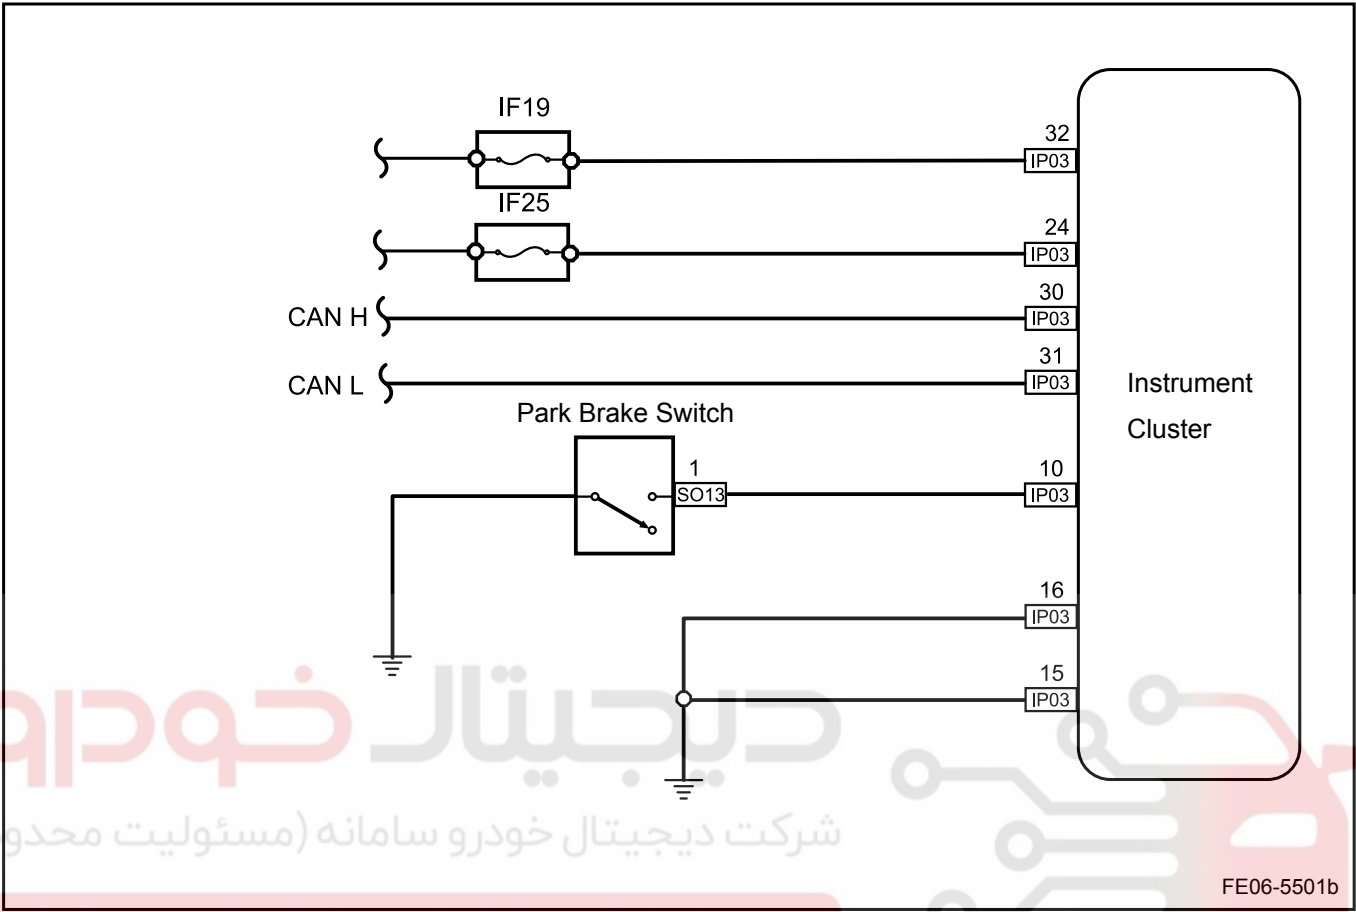 IF19
32
IP03
IF25
24
IP03
30
CAN H
IP03
31
CAN L
IP03
Instrument
Cluster
Park Brake Switch
1
SO13
10
IP03
16
IP03
15
IP03
دیجیتال خودرو
شرکت دیجیتال خودرو سامانه (مسئولیت
FE06-5501b